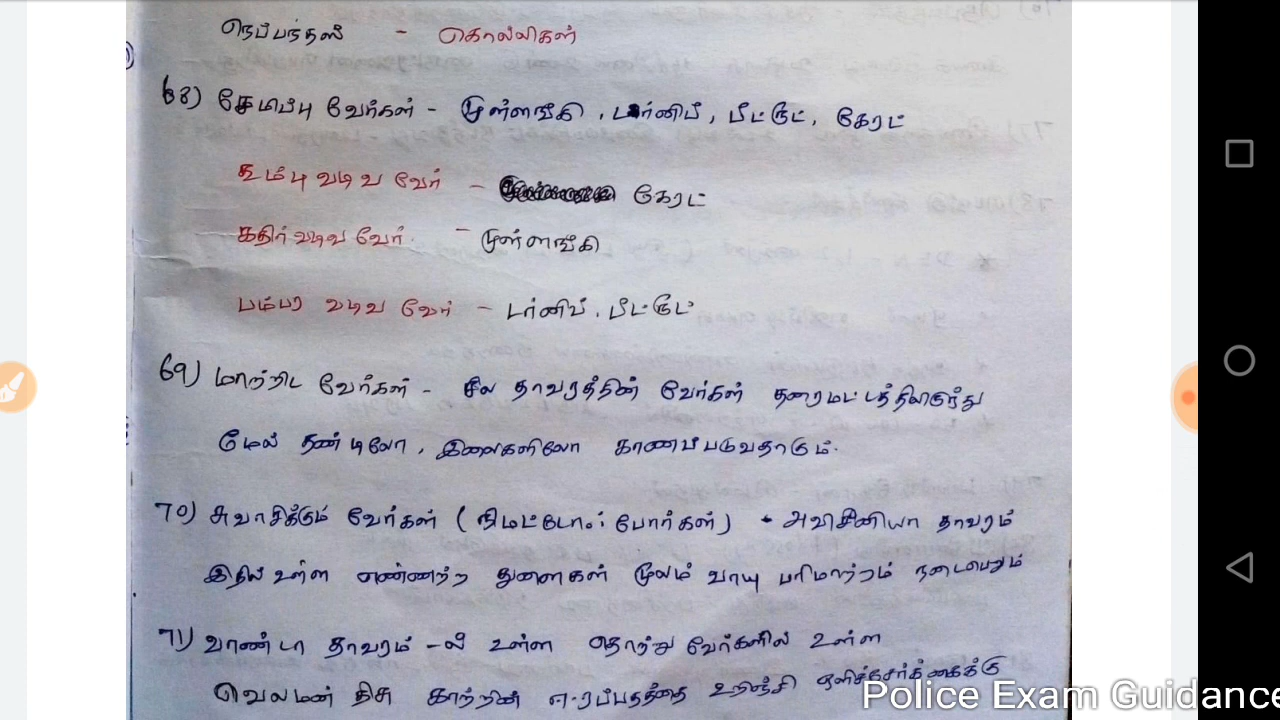 நெப்பந்தஸ் - கொல்லிகள்
68) சேமிப்பு வேர்கள் - முள்ளங்கி, டர்னிப், பீட்ரூட், கேரட்
கூம்பு வடிவ வேர் - கேரட்
கதிர்வடிவ வேர் - முள்ளங்கி
பம்பர வடிவ வேர் - டர்னிப், பீட்ரூட்
69) மாற்றிட வேர்கள் - சில தாவரத்தின் வேர்கள் தரைமட்டத்திலிருந்து
மேல் தண்டிலோ, இலைகளிலோ காணப்படுவதாகும்.
70) சுவாசிக்கும் வேர்கள் (நிமட்டோஃபோர்கள்) - அவிசீனியா தாவரம்
இதில் உள்ள எண்ணற்ற துளைகள் மூலம் வாயு பரிமாற்றம் நடைபெறும்
71) வாண்டா தாவரம் -ல் உள்ள தொற்று வேர்களில் உள்ள
வெலமன் திசு காற்றின் ஈரப்பதத்தை உறிஞ்சி ஒளிச்சேர்க்கைக்கு
Police Exam Guidance